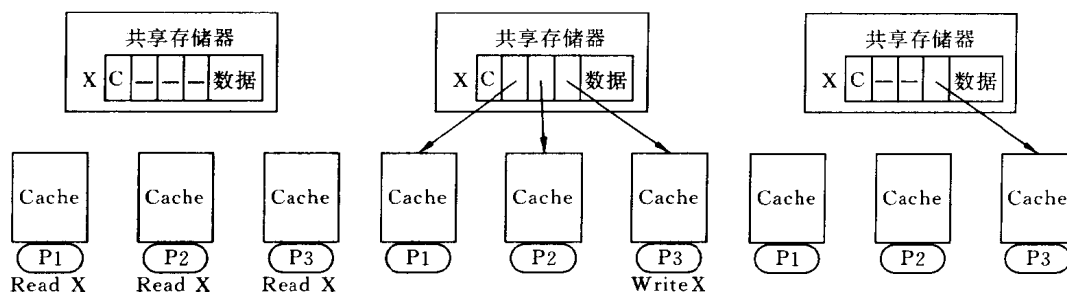 共享存储器 共享存储器 共享存储器
X C — — — 数据 X C 数据 X C — — 数据
Cache Cache Cache Cache Cache Cache Cache Cache Cache
P1 P2 P3 P1 P2 P3 P1 P2 P3
Read X Read X Read X Write X